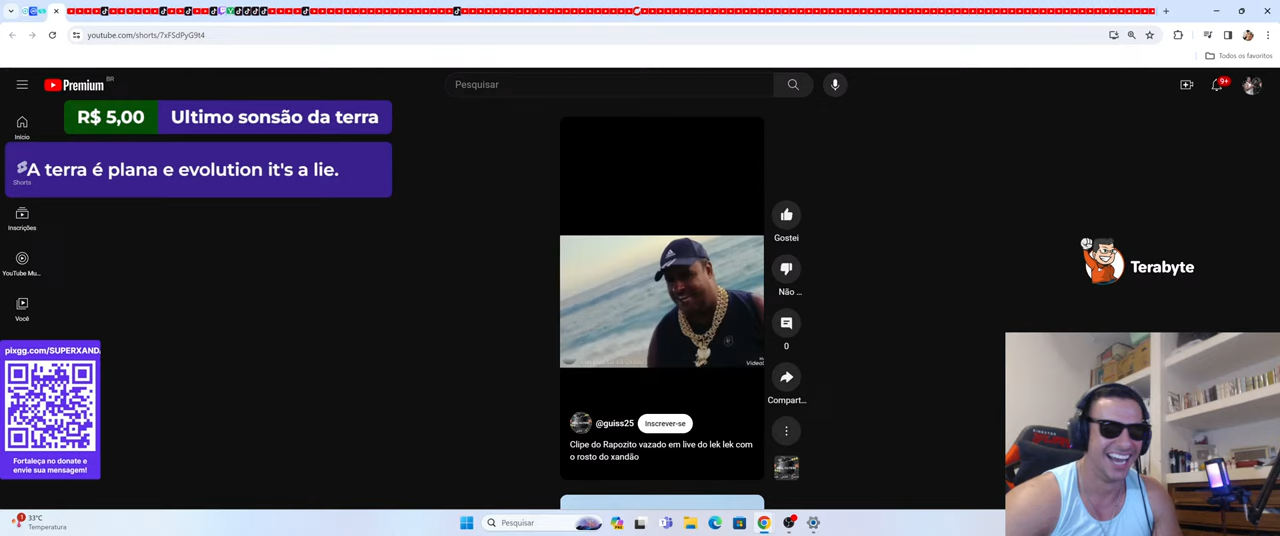 youtube.com/shorts/7xFSdPyG9t4
Todos os favoritos
Premium BR
Pesquisar
9+
R$ 5,00
Ultimo sonsão da terra
Início
A terra é plana e evolution it's a lie.
Shorts
Inscrições
YouTube Mu...
Você
Gostei
Não ...
0
Compart...
Terabyte
pixgg.com/SUPERXANDA
Fortaleça no donate e
envie sua mensagem!
@guiss25
Inscrever-se
Clipe do Rapozito vazado em live do lek lek com
o rosto do xandão
1
33°C
Temperatura
Pesquisar